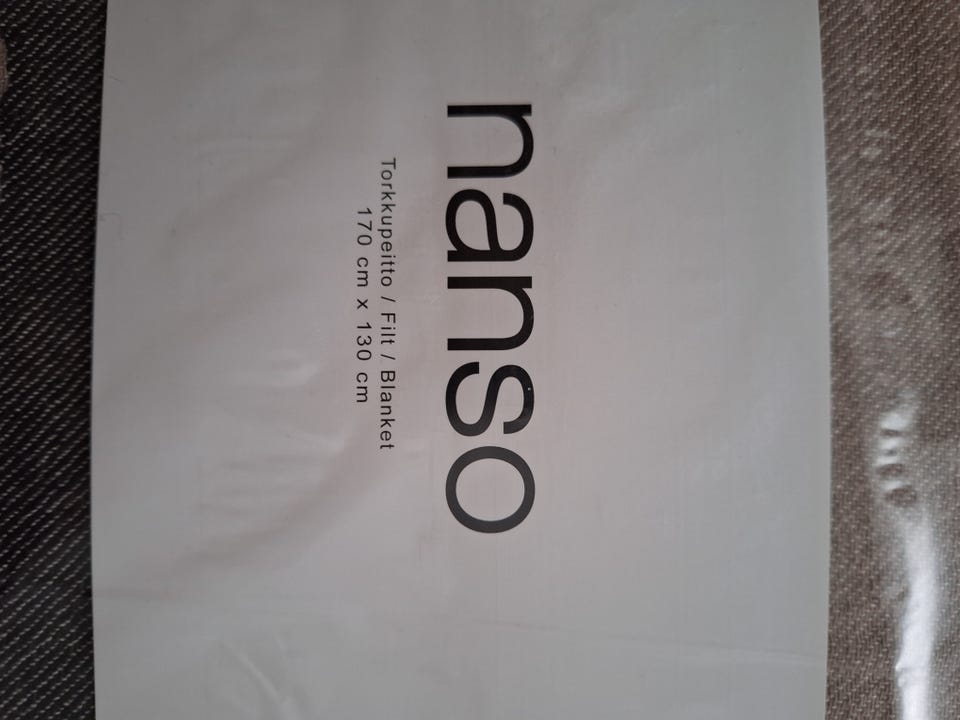 nanso
Torkkupeitto / Filt / Blanket
170 cm x 130 cm